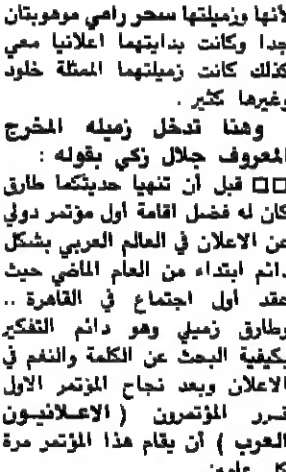 لأنها وزميلتها سحر رامي موهوبتان
جدا وكانت بدايتهما اعلانيا معي
كذلك كانت زميلتهما الممثلة خلود
وغيرها كثير .
وهنا تدخل زميله المخرج
المعروف جلال زكي بقوله :
□□ قبل أن تنهيا حديثكما طارق
كان له فضل اقامة أول مؤتمر دولي
عن الاعلان في العالم العربي بشكل
دائم ابتداء من العام الماضي حيث
عقد أول اجتماع في القاهرة ..
وطارق زميلي وهو دائم التفكير
بكيفية البحث عن الكلمة والنغم في
الاعلان وبعد نجاح المؤتمر الاول
قرر المؤتمرون ( الاعلانيون
العرب ) أن يقام هذا المؤتمر مرة
كل عامين